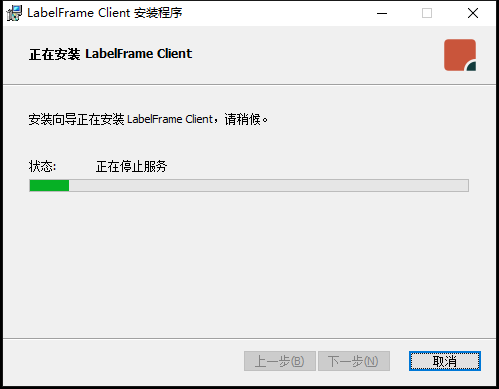 LabelFrame Client 安装程序
正在安装 LabelFrame Client
安装向导正在安装 LabelFrame Client，请稍候。
状态: 正在停止服务
上一步(B) 下一步(N) 取消